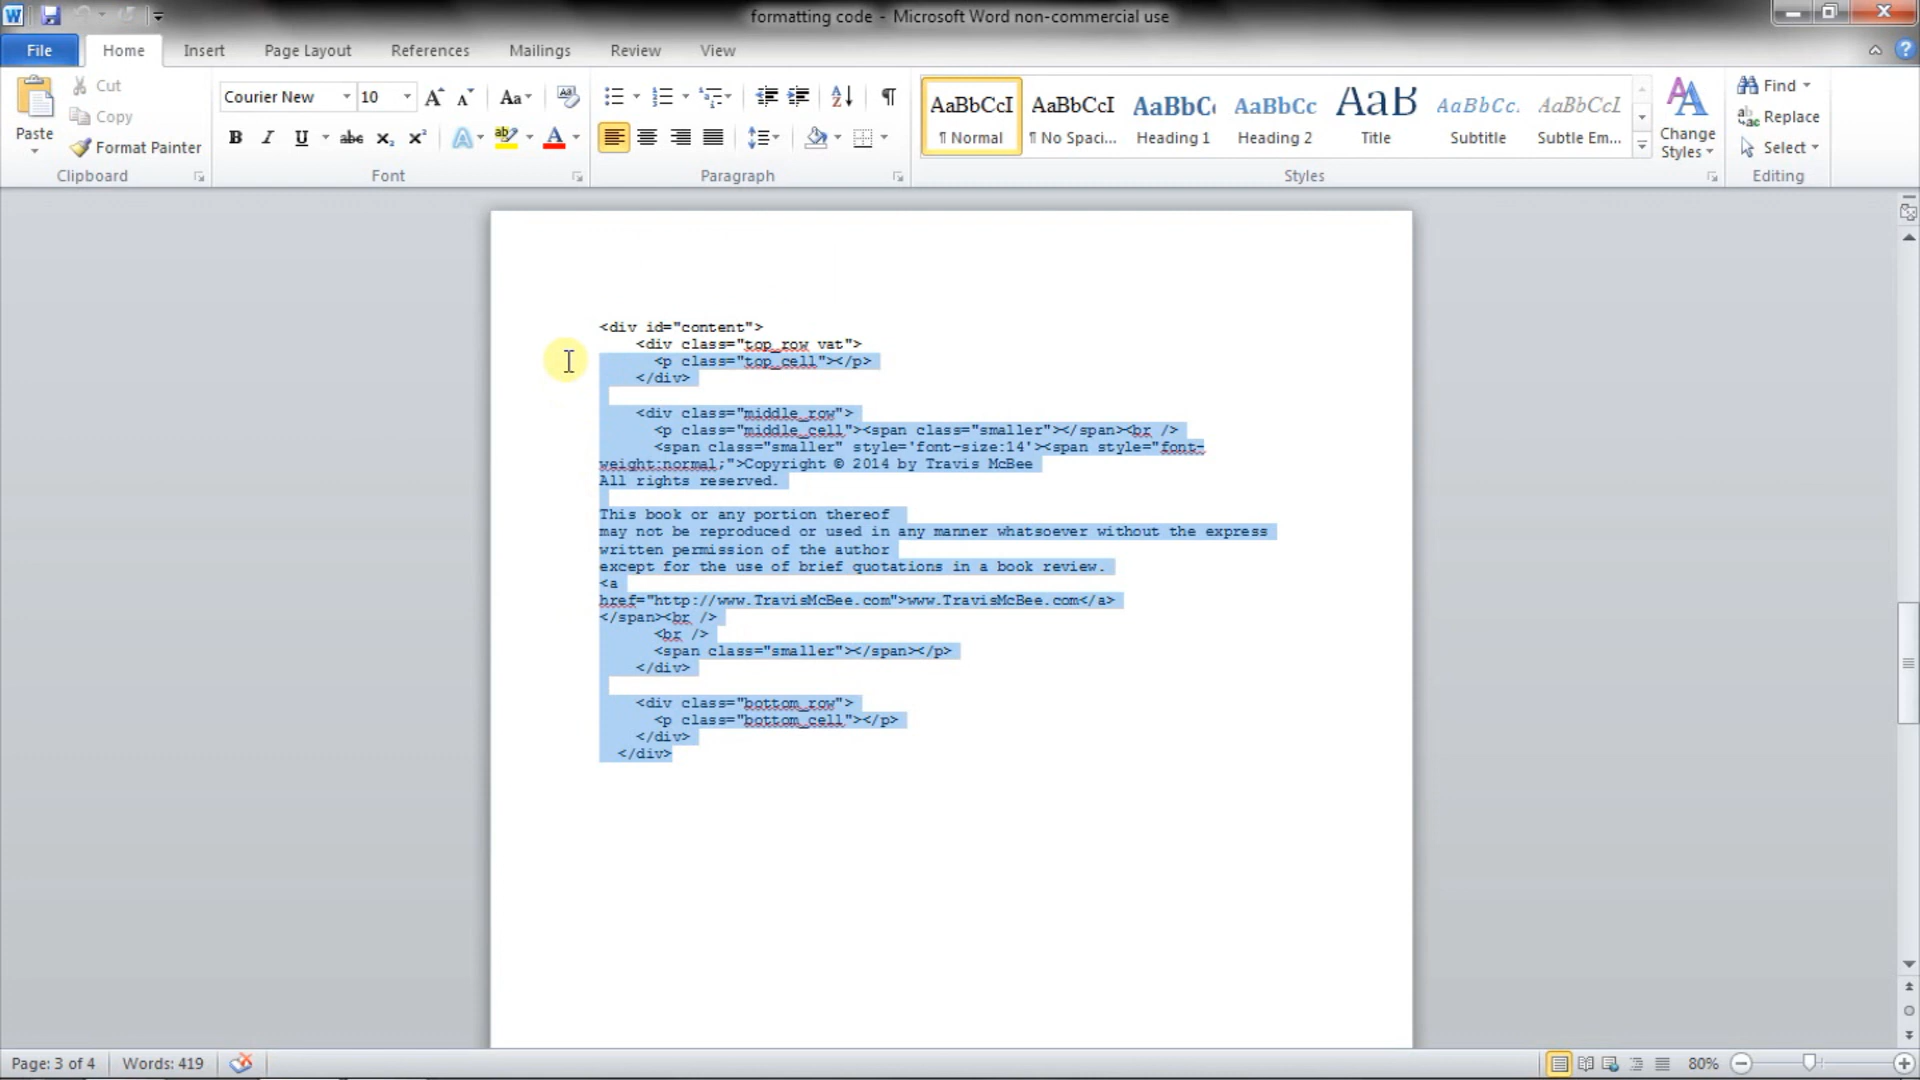 formatting code - Microsoft Word non-commercial use
File Home Insert Page Layout References Mailings Review View
Paste
Cut
Copy
Format Painter
Clipboard
Courier New 10
Font
Paragraph
AaBbCcI AaBbCcI AaBbC AaBbCc AaB AaBbCc. AaBbCcI
¶ Normal ¶ No Spaci... Heading 1 Heading 2 Title Subtitle Subtle Em...
Styles
Change Styles
Find
Replace
Select
Editing
<div id="content">
<div class="top_row vat">
<p class="top_cell"></p>
</div>
<div class="middle_row">
<p class="middle_cell"><span class="smaller"></span><br />
<span class="smaller" style='font-size:14'><span style="font-
weight:normal;">Copyright © 2014 by Travis McBee
All rights reserved.
This book or any portion thereof
may not be reproduced or used in any manner whatsoever without the express
written permission of the author
except for the use of brief quotations in a book review.
<a
href="http://www.TravisMcBee.com">www.TravisMcBee.com</a>
</span><br />
<br />
<span class="smaller"></span></p>
</div>
<div class="bottom_row">
<p class="bottom_cell"></p>
</div>
</div>
Page: 3 of 4 Words: 419 80%